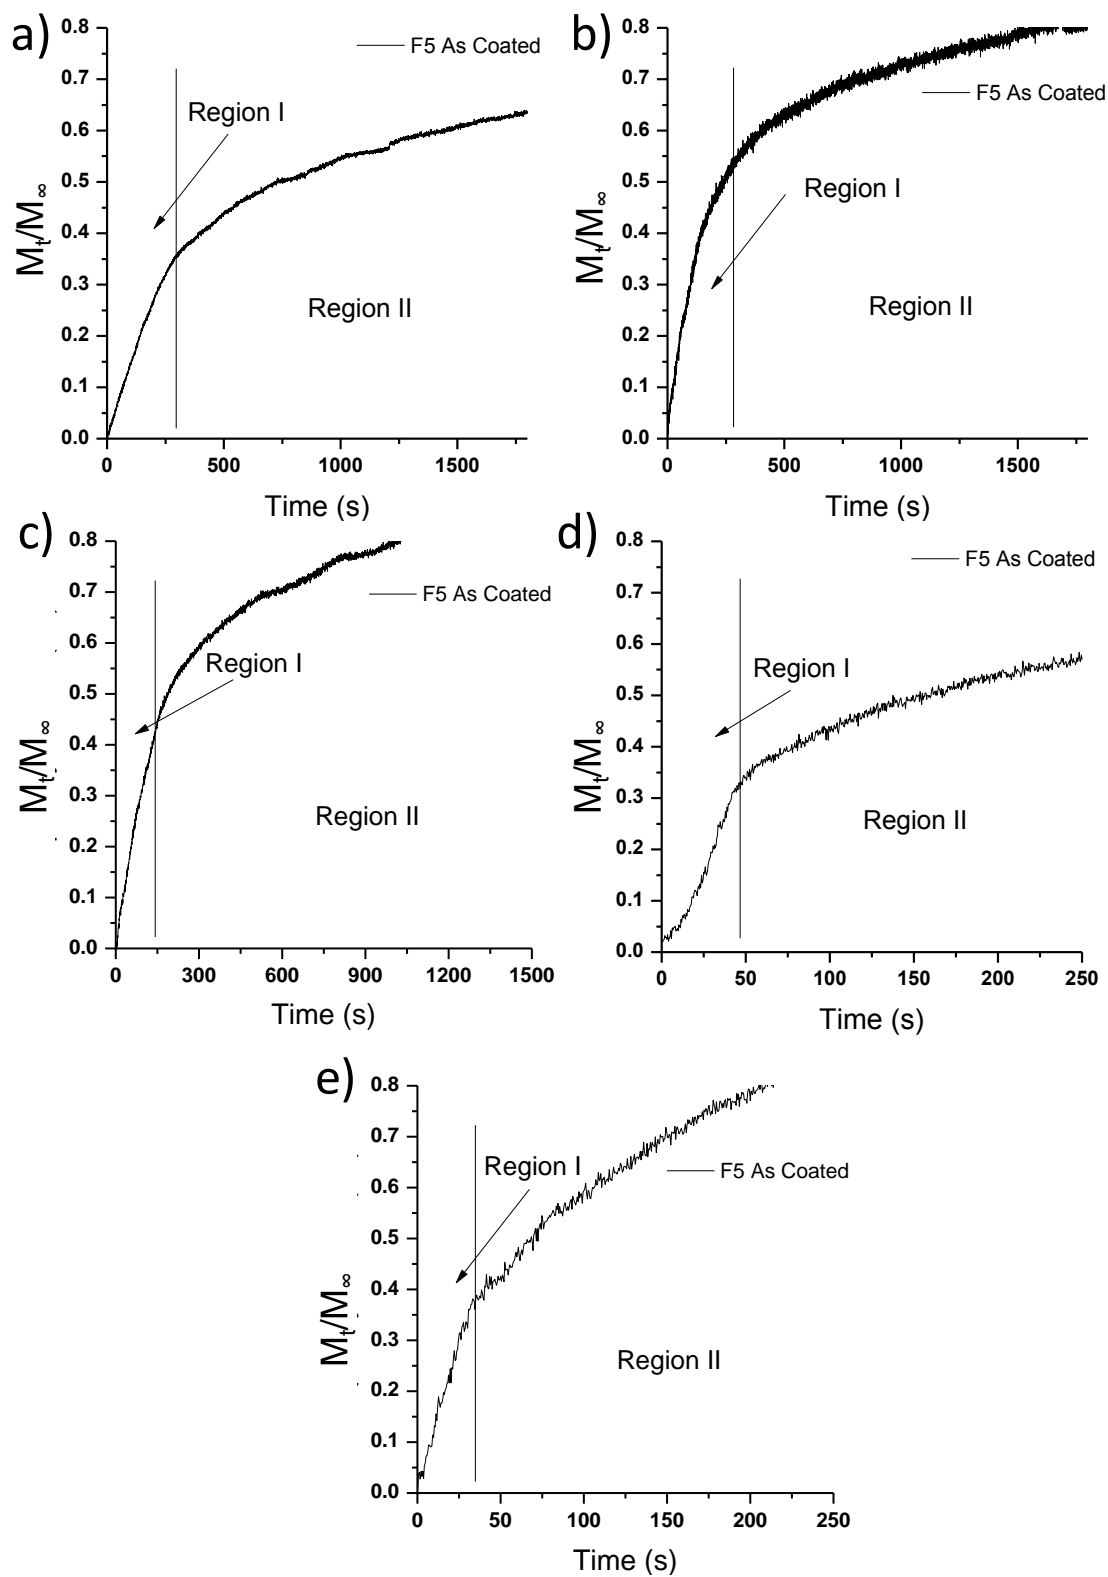 a)
F5 As Coated
Region I
Region II
M_t/M_∞
0.8
0.7
0.6
0.5
0.4
0.3
0.2
0.1
0.0
0 500 1000 1500
Time (s)
b)
F5 As Coated
Region I
Region II
M_t/M_∞
0.8
0.7
0.6
0.5
0.4
0.3
0.2
0.1
0.0
0 500 1000 1500
Time (s)
c)
F5 As Coated
Region I
Region II
M_t/M_∞
0.8
0.7
0.6
0.5
0.4
0.3
0.2
0.1
0.0
0 300 600 900 1200 1500
Time (s)
d)
F5 As Coated
Region I
Region II
M_t/M_∞
0.8
0.7
0.6
0.5
0.4
0.3
0.2
0.1
0.0
0 50 100 150 200 250
Time (s)
e)
Region I
F5 As Coated
Region II
M_t/M_∞
0.8
0.7
0.6
0.5
0.4
0.3
0.2
0.1
0.0
0 50 100 150 200 250
Time (s)